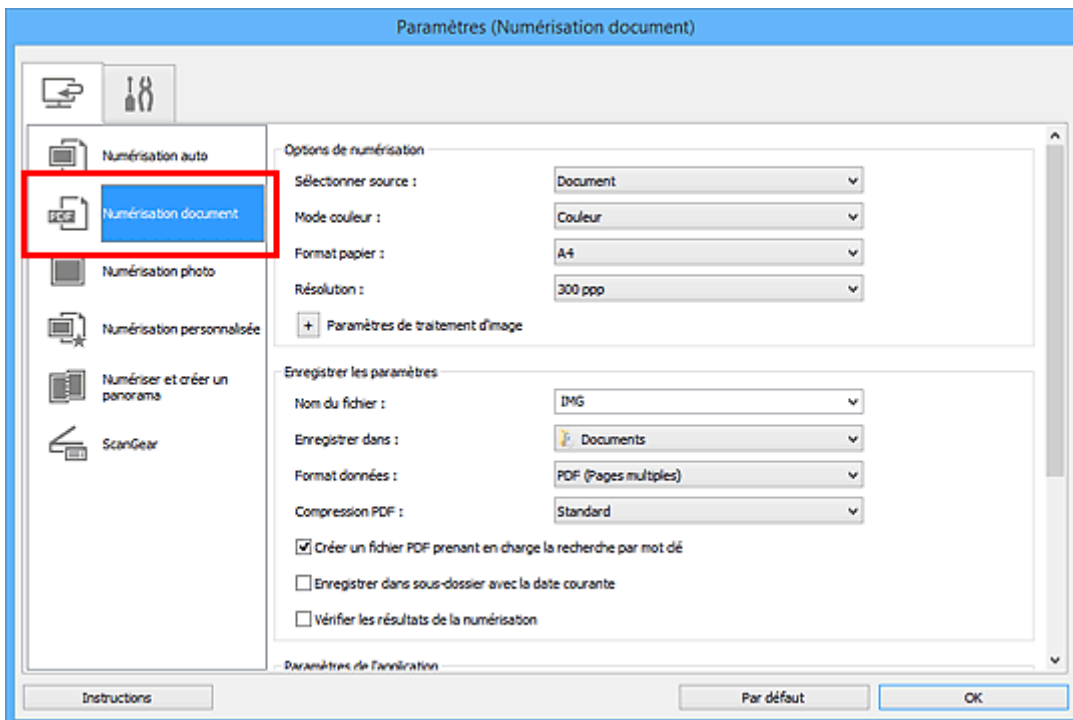 Paramètres (Numérisation document)
Numérisation auto
PDF
Numérisation document
Numérisation photo
Numérisation personnalisée
Numériser et créer un
panorama
ScanGear
Options de numérisation
Sélectionner source : Document
Mode couleur : Couleur
Format papier : A4
Résolution : 300 ppp
+ Paramètres de traitement d'image
Enregistrer les paramètres
Nom du fichier : IMG
Enregistrer dans : Documents
Format données : PDF (Pages multiples)
Compression PDF : Standard
Créer un fichier PDF prenant en charge la recherche par mot clé
Enregistrer dans sous-dossier avec la date courante
Vérifier les résultats de la numérisation
Paramètres de l'application
Instructions Par défaut OK